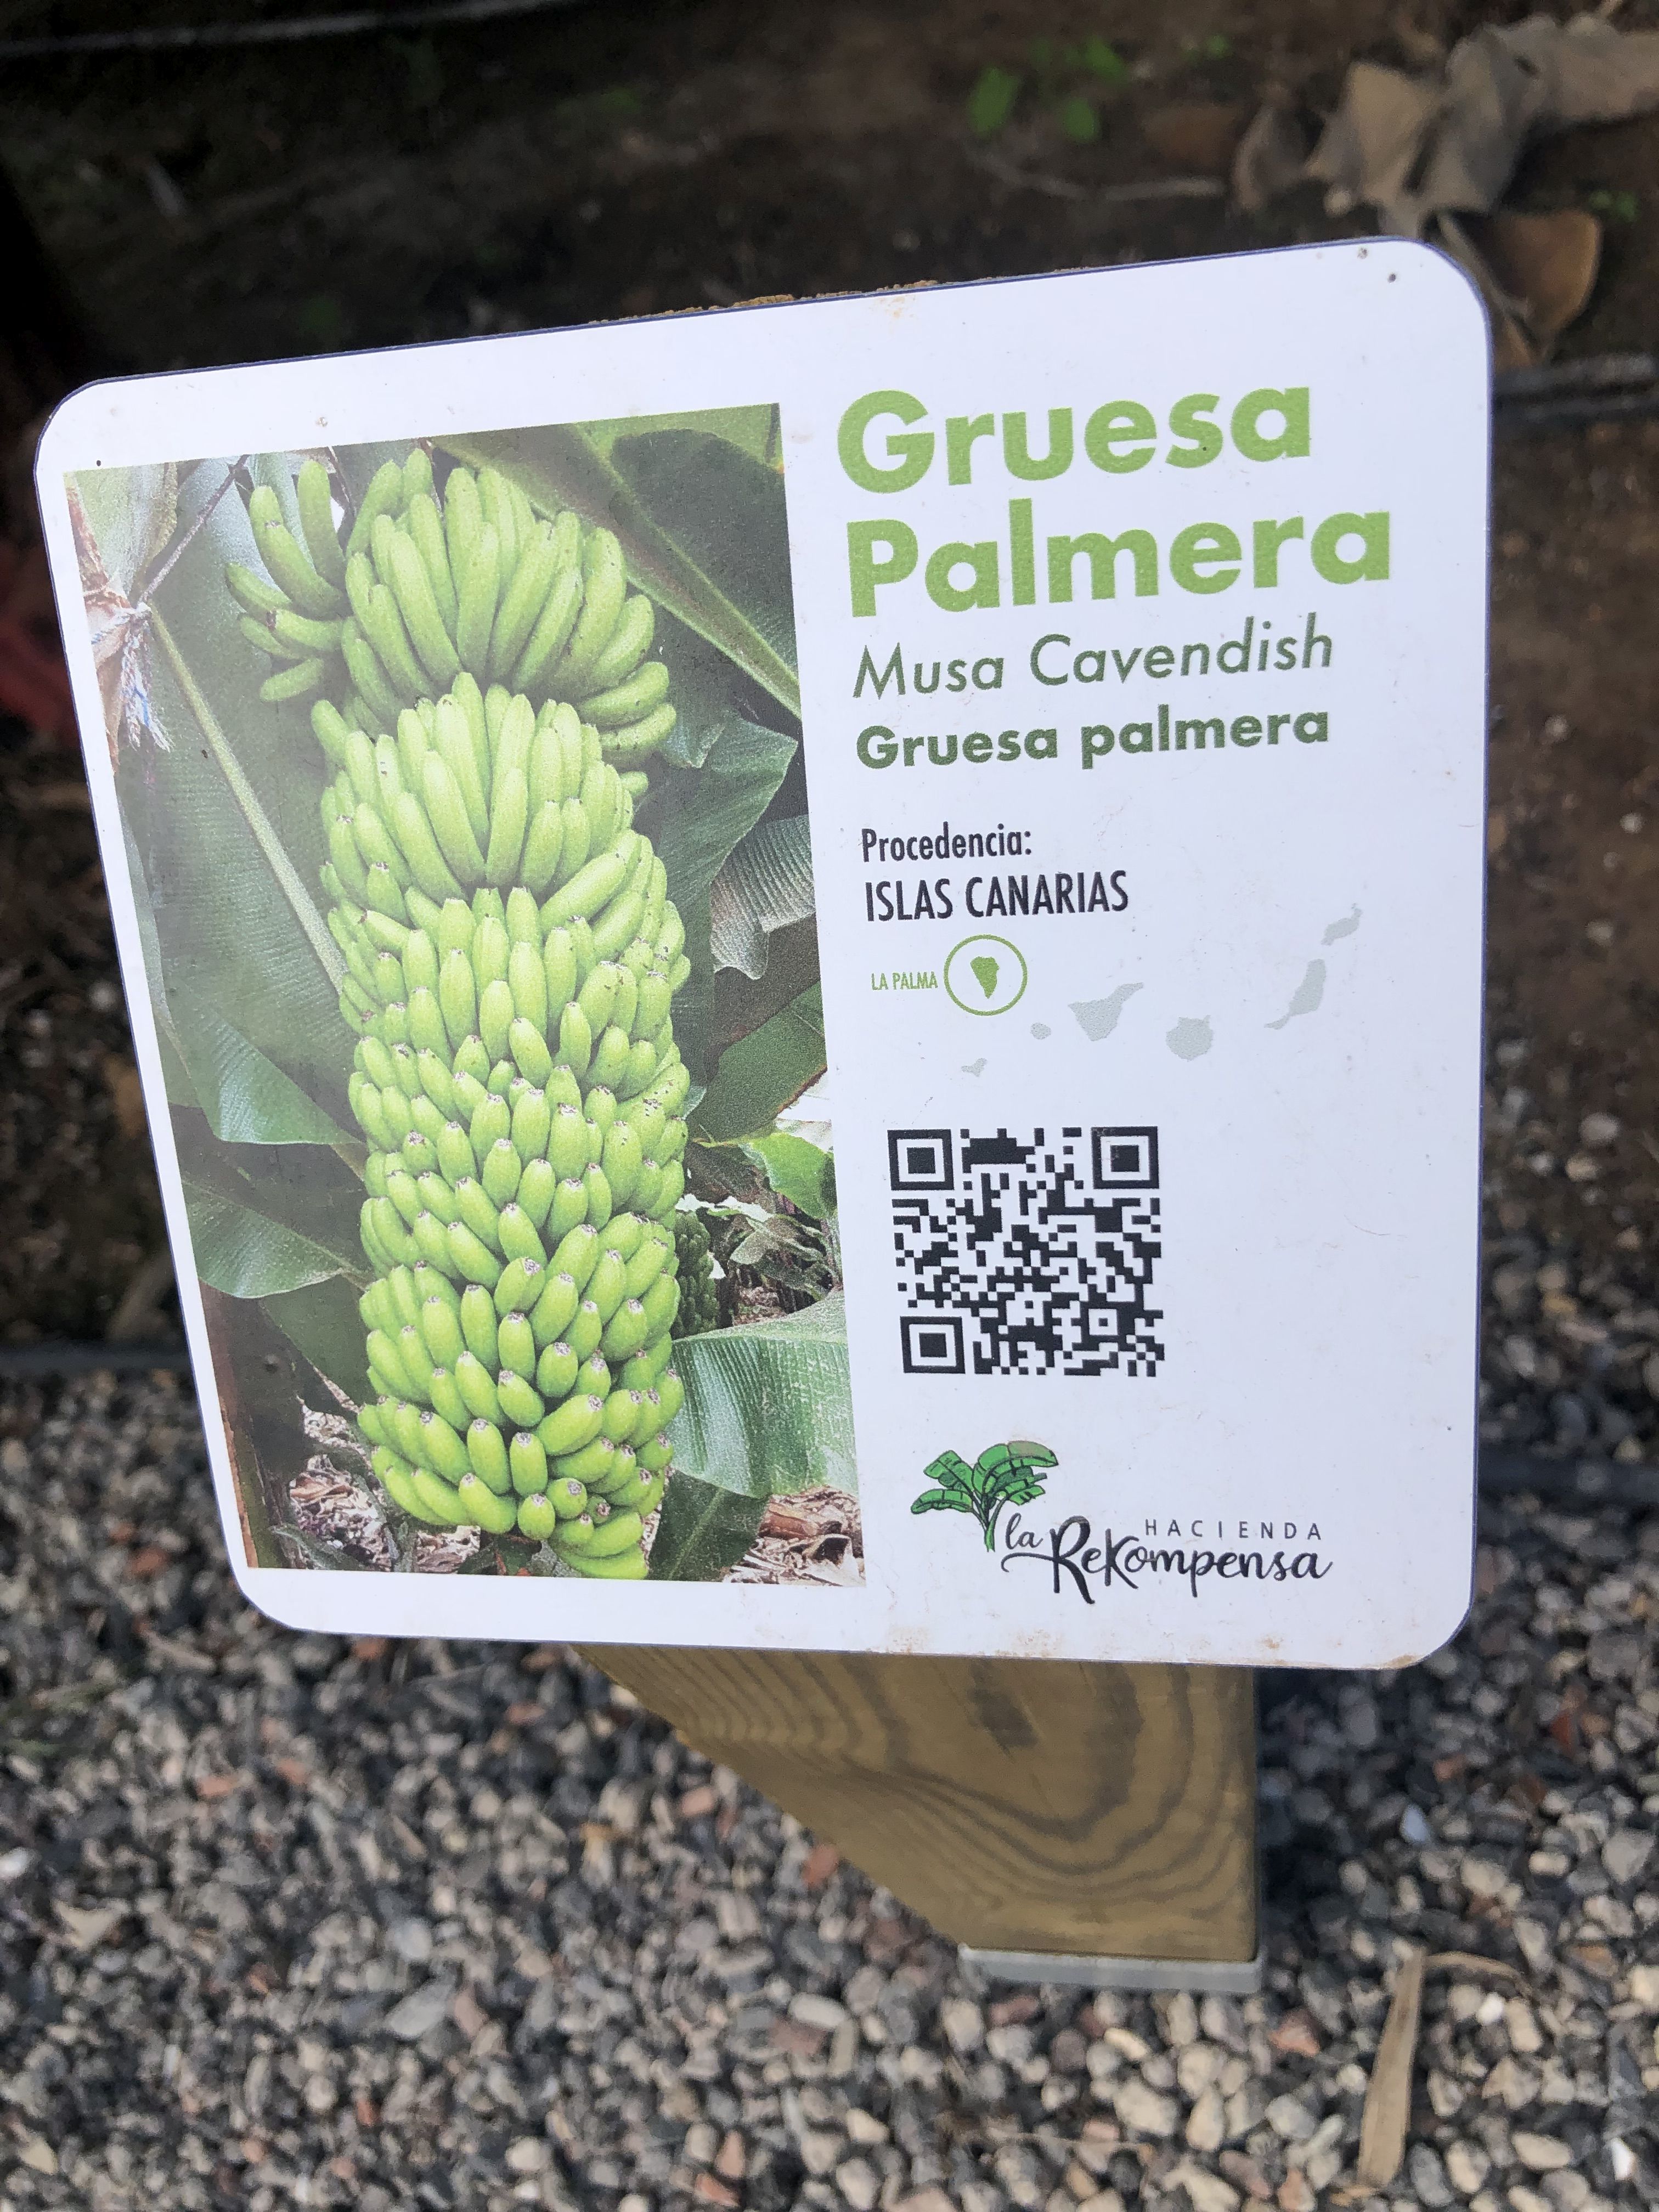 Gruesa
Palmera
Musa Cavendish
Gruesa palmera
Procedencia:
ISLAS CANARIAS
LA PALMA
HACIENDA
la Rekompensa